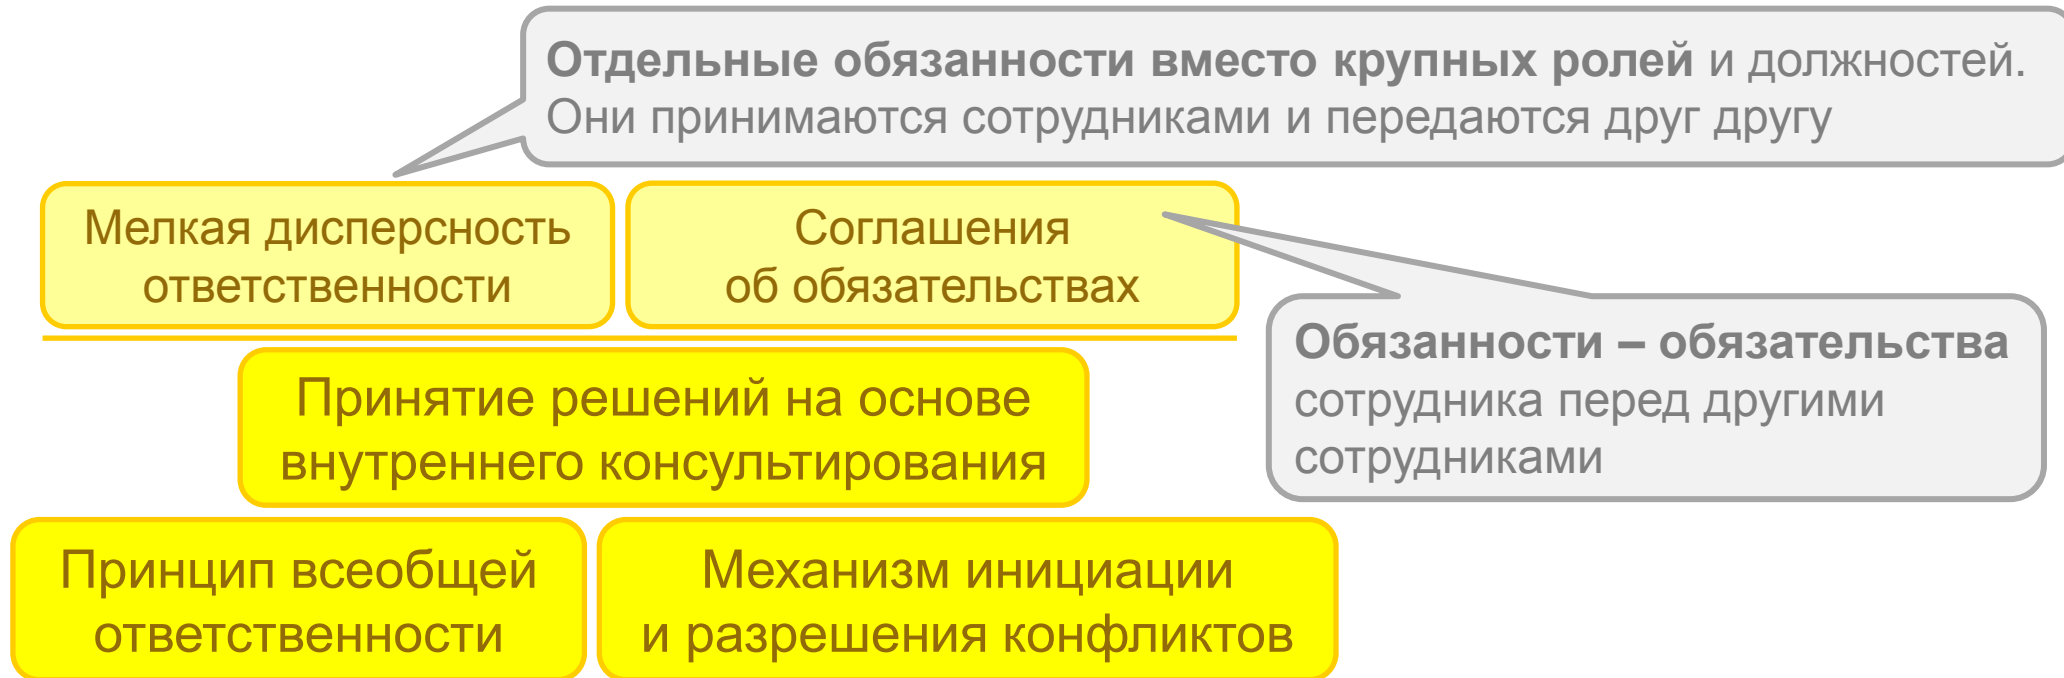 Отдельные обязанности вместо крупных ролей и должностей.
Они принимаются сотрудниками и передаются друг другу
Мелкая дисперсность
ответственности
Соглашения
об обязательствах
Обязанности – обязательства
сотрудника перед другими
сотрудниками
Принятие решений на основе
внутреннего консультирования
Принцип всеобщей
ответственности
Механизм инициации
и разрешения конфликтов